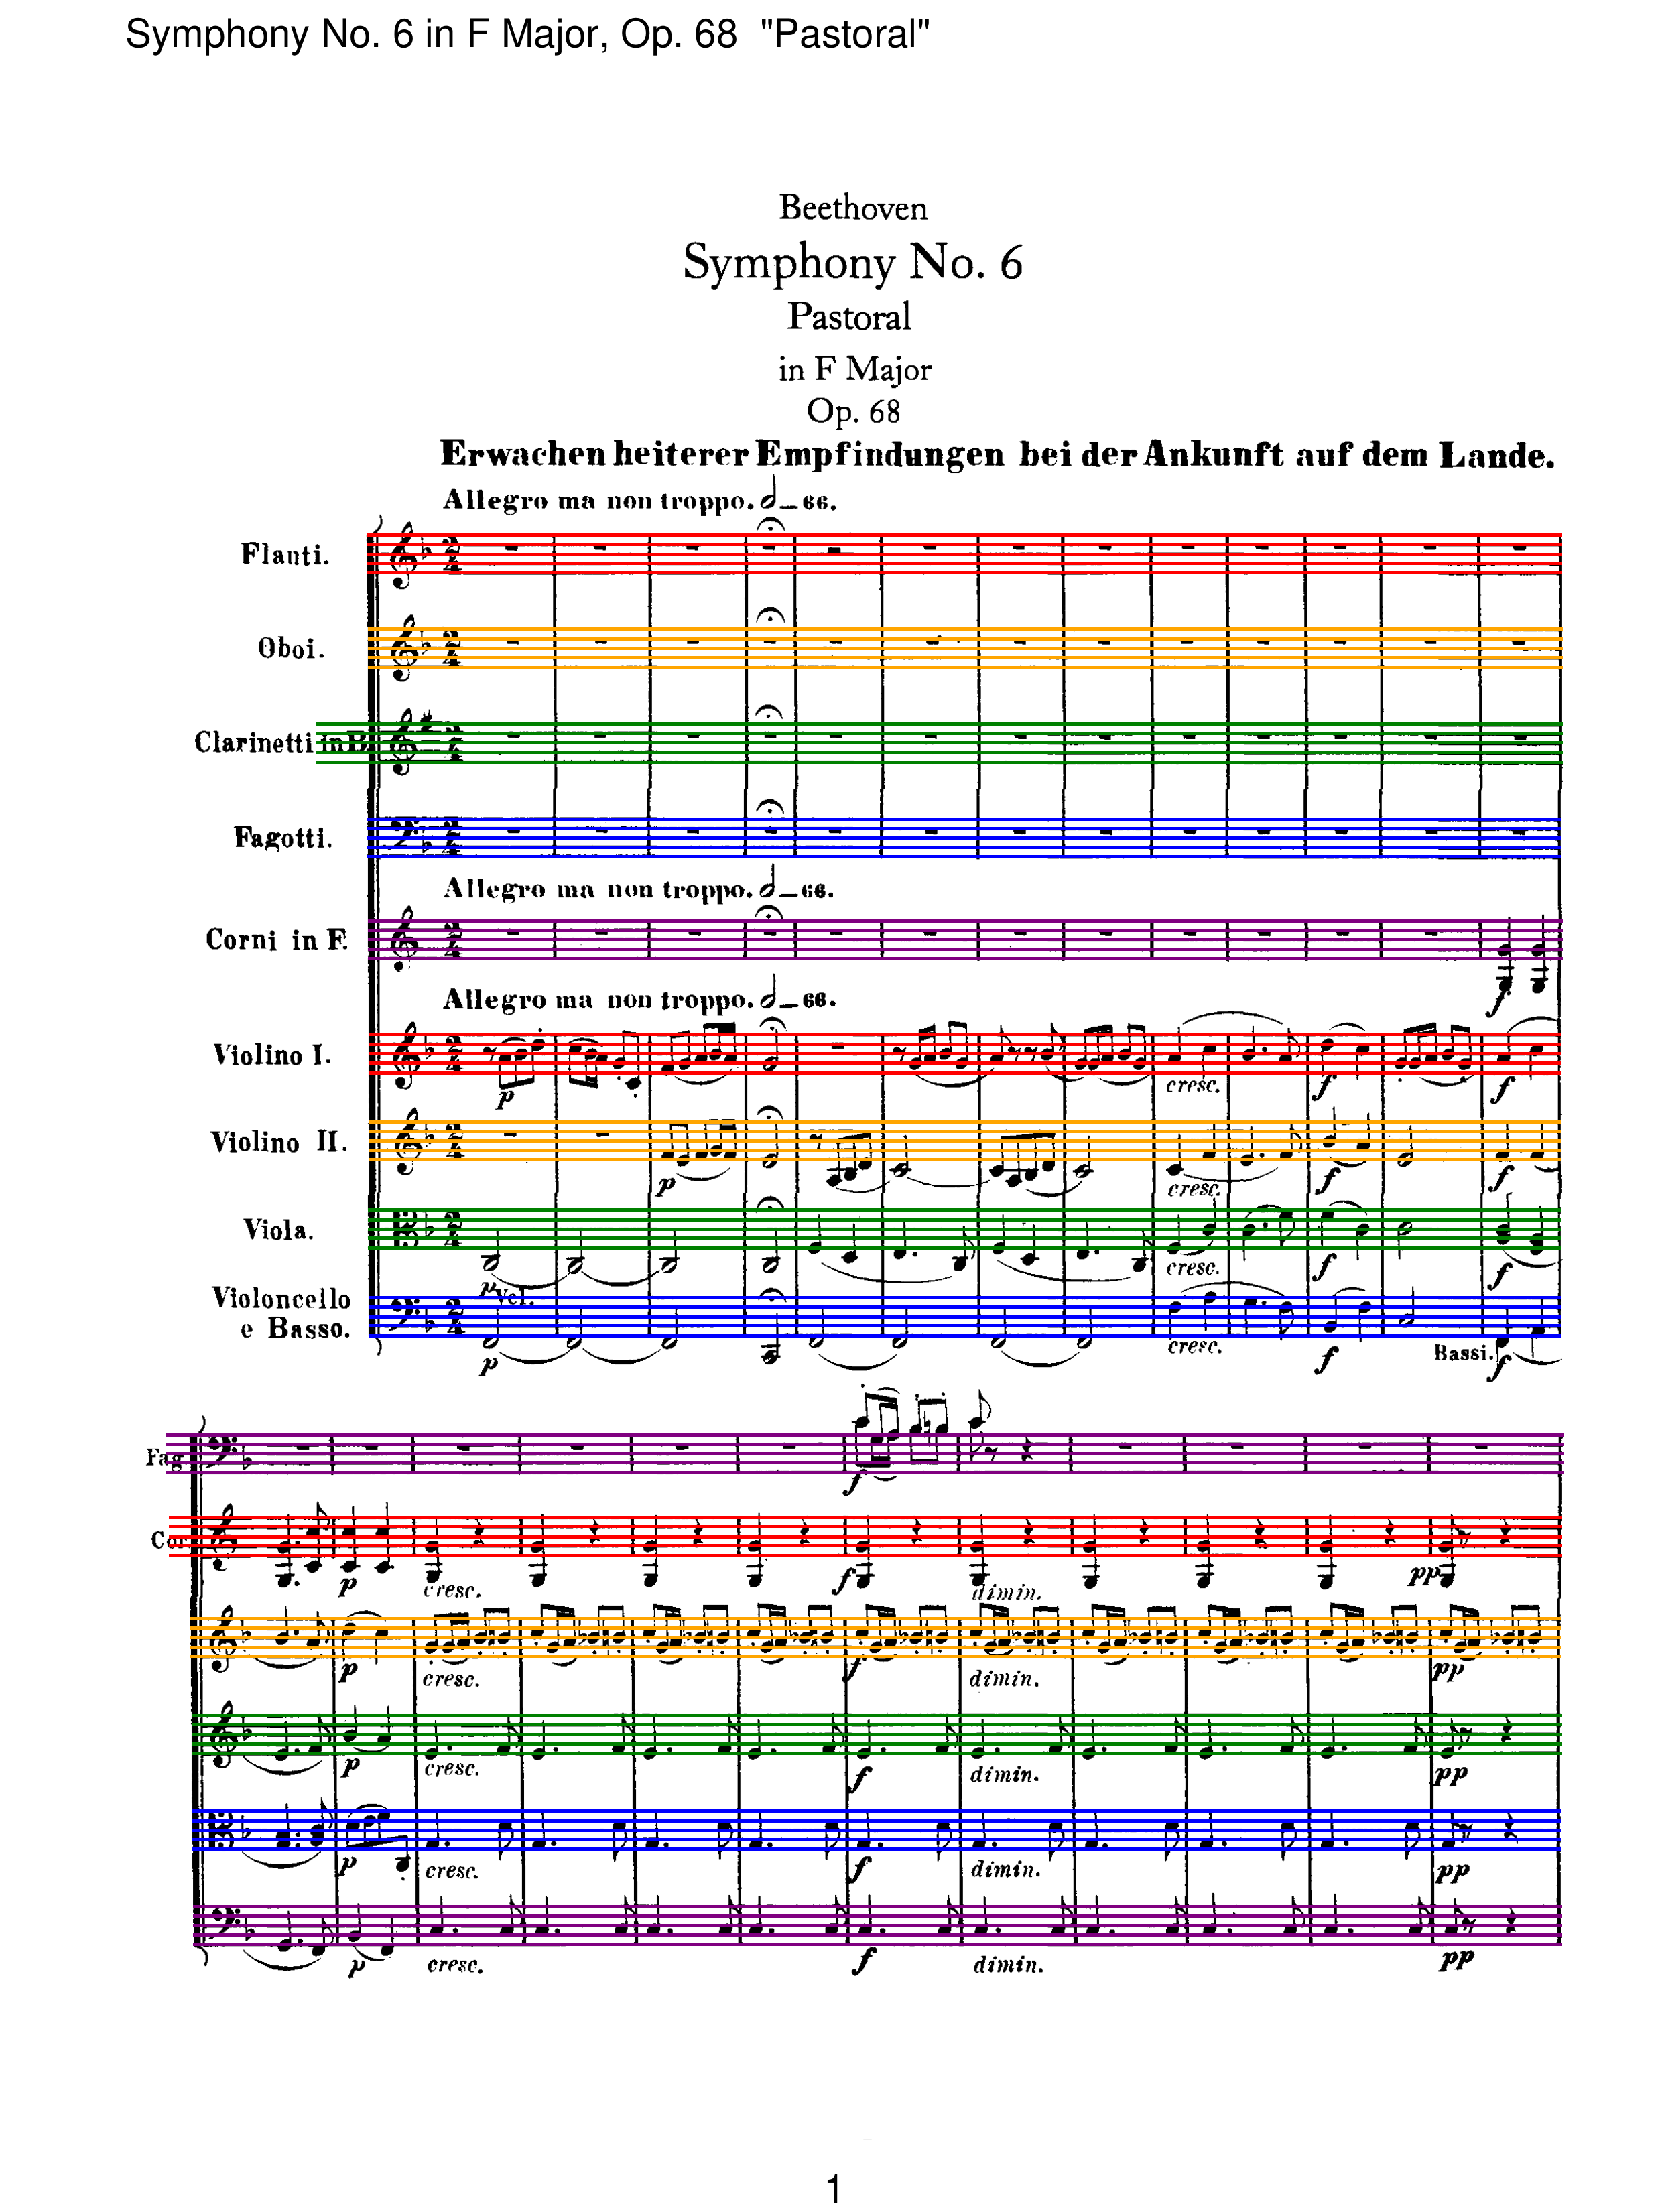 Symphony No. 6 in F Major, Op. 68 "Pastoral"
Beethoven
Symphony No. 6
Pastoral
in F Major
Op. 68
Erwachen heiterer Empfindungen bei der Ankunft auf dem Lande.
Allegro ma non troppo. 𝅗𝅥 – 66.
Flauti.
Oboi.
Clarinetti in B.
Fagotti.
Allegro ma non troppo. 𝅗𝅥 – 66.
Corni in F.
f
Allegro ma non troppo. 𝅗𝅥 – 66.
Violino I.
p cresc. f f
Violino II.
p cresc. f f
Viola.
p cresc. f f
Vcl.
Violoncello
e Basso.
p cresc. f Bassi. f
Fag.
f
Cor.
p cresc. f dimin. pp
p cresc. f dimin. pp
p cresc. f dimin. pp
p cresc. f dimin. pp
p cresc. f dimin. pp
1